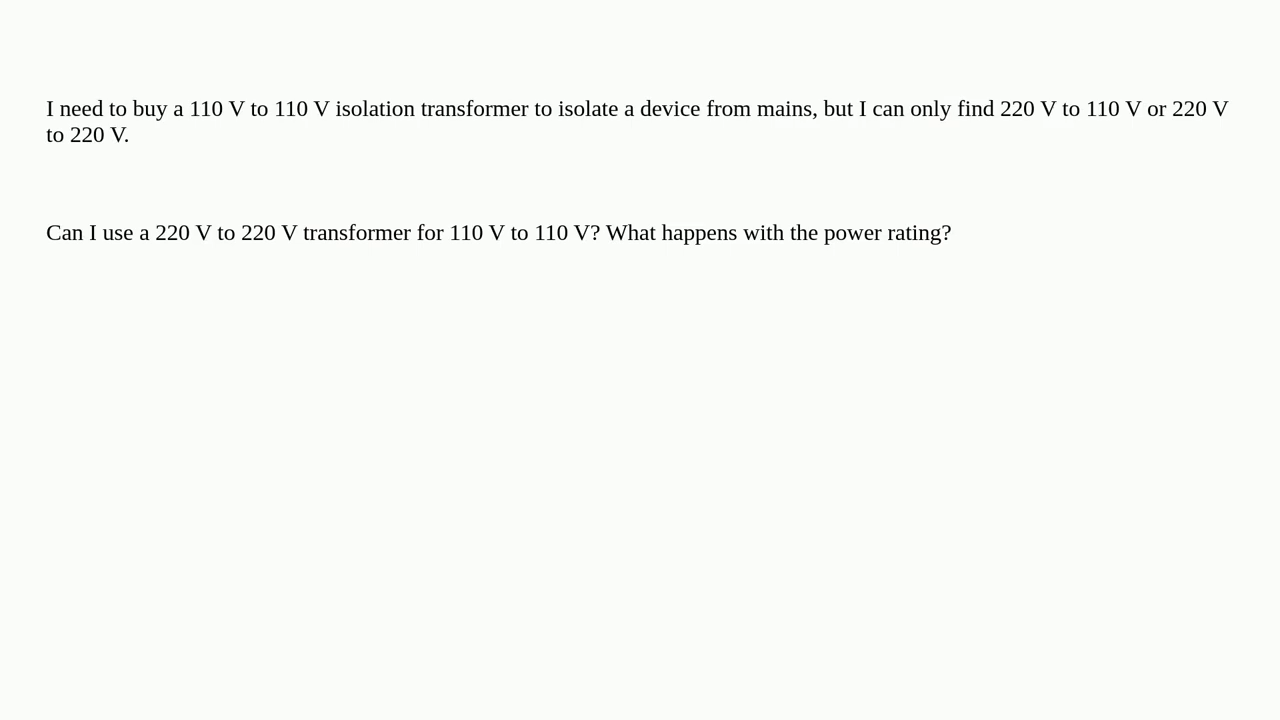 I need to buy a 110 V to 110 V isolation transformer to isolate a device from mains, but I can only find 220 V to 110 V or 220 V
to 220 V.
Can I use a 220 V to 220 V transformer for 110 V to 110 V? What happens with the power rating?